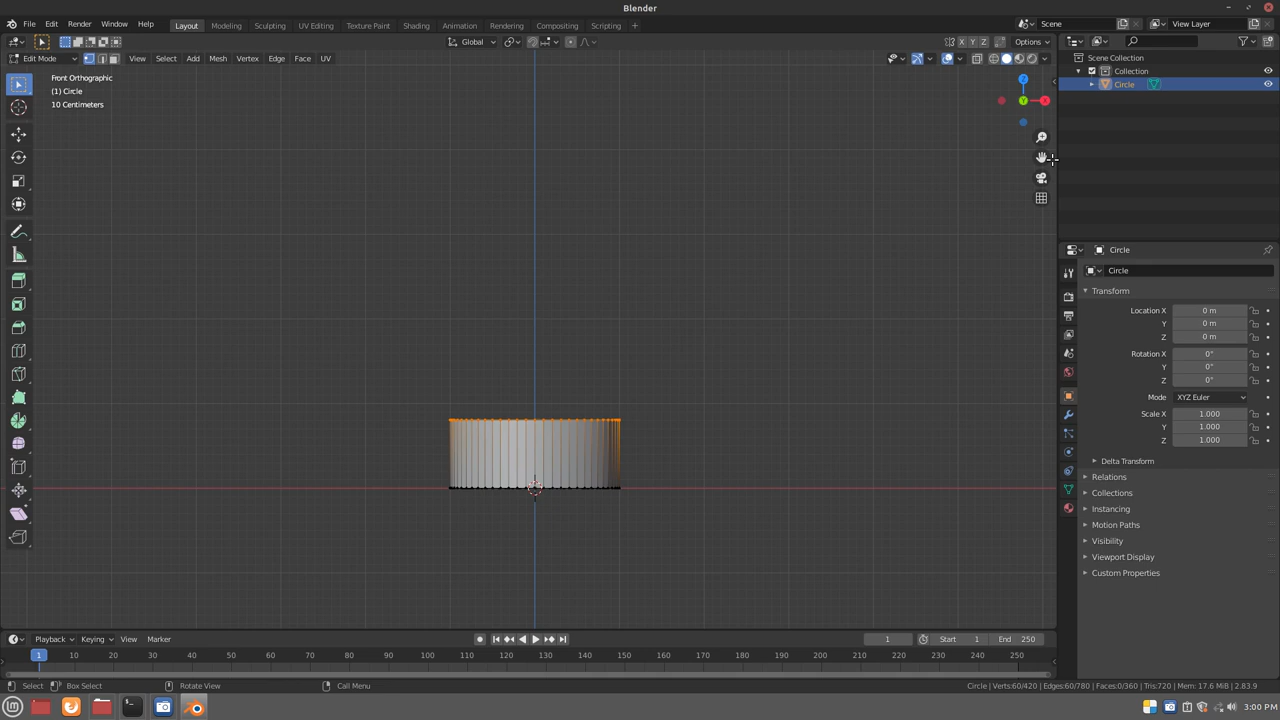 Blender
File Edit Render Window Help
Layout Modeling Sculpting UV Editing Texture Paint Shading Animation Rendering Compositing Scripting +
Scene
View Layer
Edit Mode View Select Add Mesh Vertex Edge Face UV
Global
X Y Z Options
Front Orthographic
(1) Circle
10 Centimeters
Z
Y
X
Scene Collection
Collection
Circle
Circle
Circle
Transform
Location X 0 m
Y 0 m
Z 0 m
Rotation X 0°
Y 0°
Z 0°
Mode XYZ Euler
Scale X 1.000
Y 1.000
Z 1.000
Delta Transform
Relations
Collections
Instancing
Motion Paths
Visibility
Viewport Display
Custom Properties
Playback Keying View Marker
1 Start 1 End 250
1 10 20 30 40 50 60 70 80 90 100 110 120 130 140 150 160 170 180 190 200 210 220 230 240 250
Select Box Select Rotate View Call Menu
Circle | Verts:60/420 | Edges:60/780 | Faces:0/360 | Tris:720 | Mem: 17.6 MiB | 2.83.9
3:00 PM